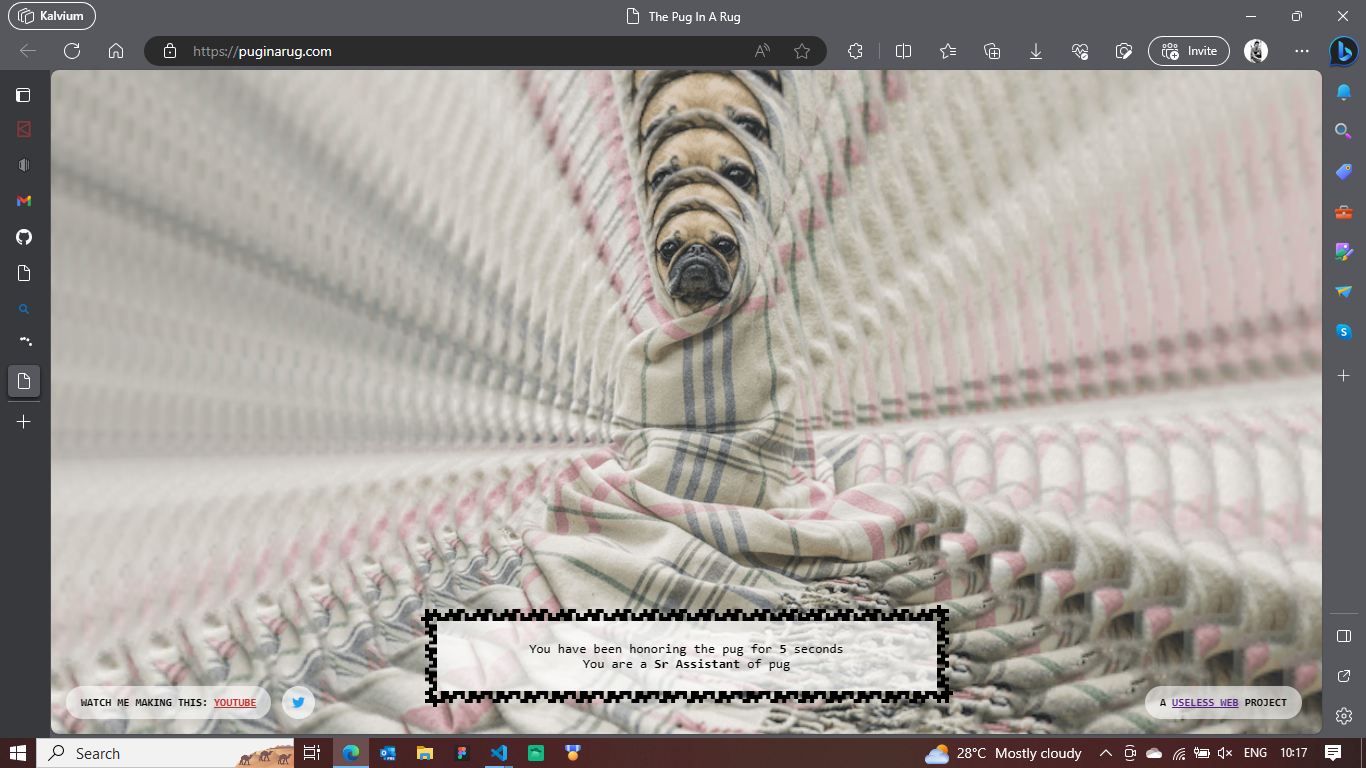 Kalvium
The Pug In A Rug
https://puginarug.com
Invite
You have been honoring the pug for 5 seconds
You are a Sr Assistant of pug
WATCH ME MAKING THIS: YOUTUBE
A USELESS WEB PROJECT
Search
28°C Mostly cloudy
ENG
10:17